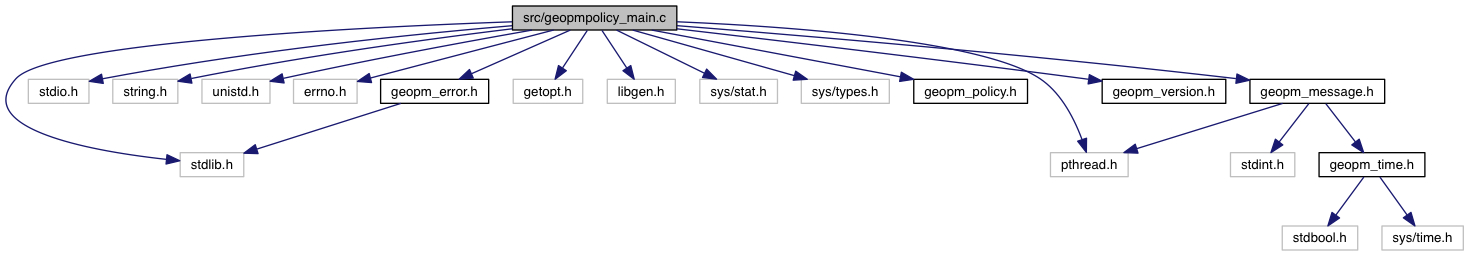 src/geopmpolicy_main.c
stdio.h
string.h
unistd.h
errno.h
geopm_error.h
getopt.h
libgen.h
sys/stat.h
sys/types.h
geopm_policy.h
geopm_version.h
geopm_message.h
stdlib.h
pthread.h
stdint.h
geopm_time.h
stdbool.h
sys/time.h